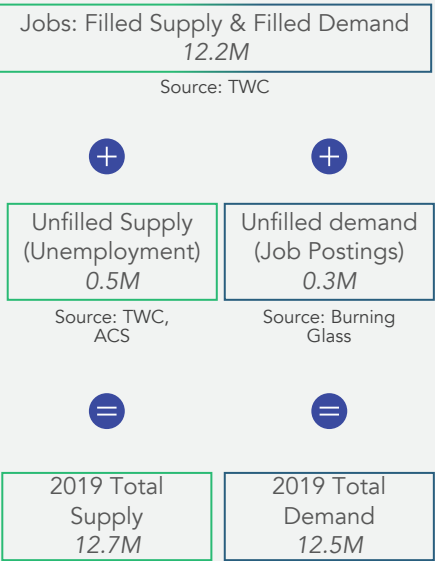 Jobs: Filled Supply & Filled Demand
12.2M
Source: TWC
+ +
Unfilled Supply
(Unemployment)
0.5M
Unfilled demand
(Job Postings)
0.3M
Source: TWC,
ACS
Source: Burning
Glass
= =
2019 Total
Supply
12.7M
2019 Total
Demand
12.5M